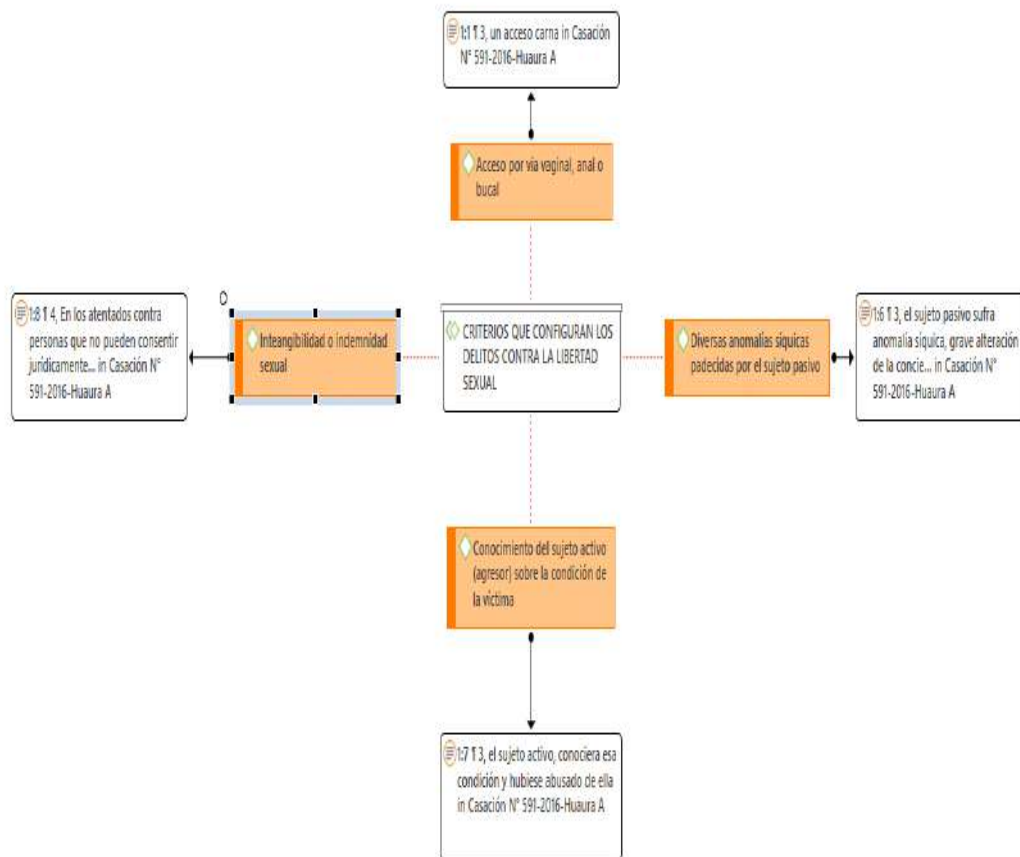 1:1 ¶ 3, un acceso carna in Casación
N° 591-2016-Huaura A
Acceso por vía vaginal, anal o
bucal
1:8 ¶ 4, En los atentados contra
personas que no pueden consentir
jurídicamente... in Casación N°
591-2016-Huaura A
Inteangibilidad o indemnidad
sexual
CRITERIOS QUE CONFIGURAN LOS
DELITOS CONTRA LA LIBERTAD
SEXUAL
Diversas anomalías síquicas
padecidas por el sujeto pasivo
1:6 ¶ 3, el sujeto pasivo sufra
anomalía síquica, grave alteración
de la concie... in Casación N°
591-2016-Huaura A
Conocimiento del sujeto activo
(agresor) sobre la condición de
la víctima
1:7 ¶ 3, el sujeto activo, conociera esa
condición y hubiese abusado de ella
in Casación N° 591-2016-Huaura A